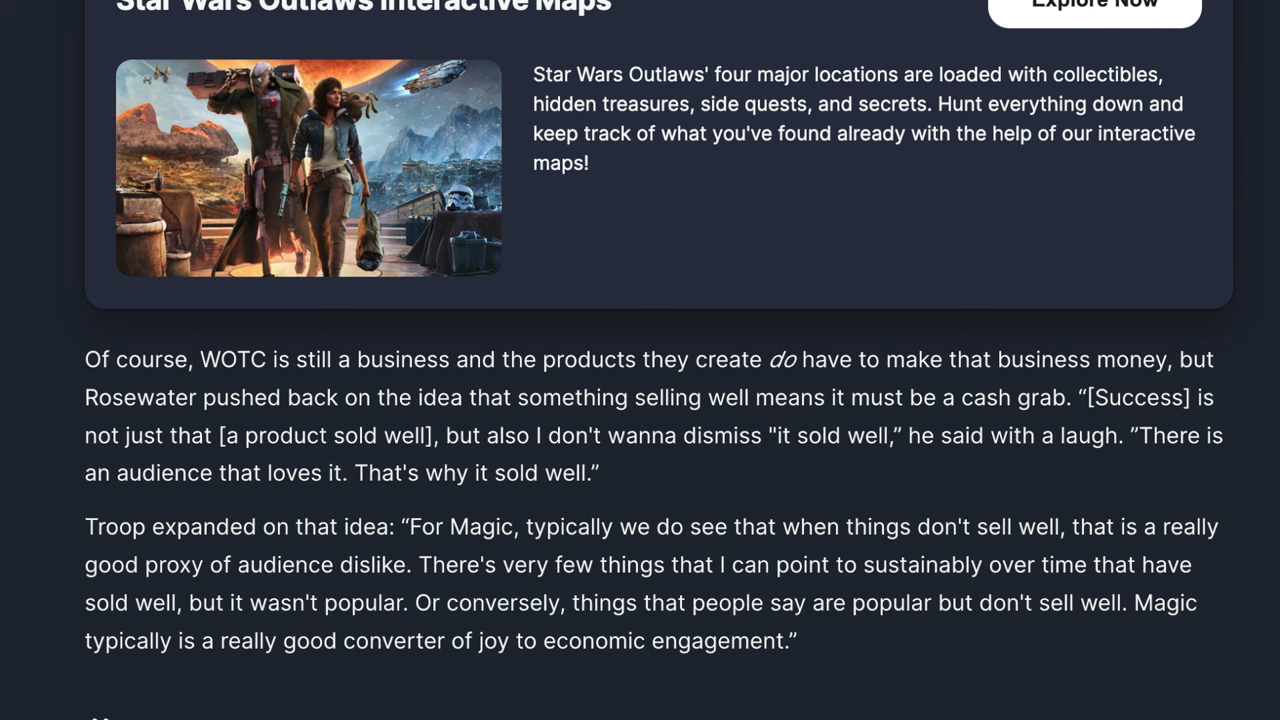 Star Wars Outlaws Interactive Maps
Explore Now
Star Wars Outlaws' four major locations are loaded with collectibles,
hidden treasures, side quests, and secrets. Hunt everything down and
keep track of what you've found already with the help of our interactive
maps!
Of course, WOTC is still a business and the products they create do have to make that business money, but
Rosewater pushed back on the idea that something selling well means it must be a cash grab. “[Success] is
not just that [a product sold well], but also I don't wanna dismiss "it sold well,” he said with a laugh. ”There is
an audience that loves it. That's why it sold well.”
Troop expanded on that idea: “For Magic, typically we do see that when things don't sell well, that is a really
good proxy of audience dislike. There's very few things that I can point to sustainably over time that have
sold well, but it wasn't popular. Or conversely, things that people say are popular but don't sell well. Magic
typically is a really good converter of joy to economic engagement.”